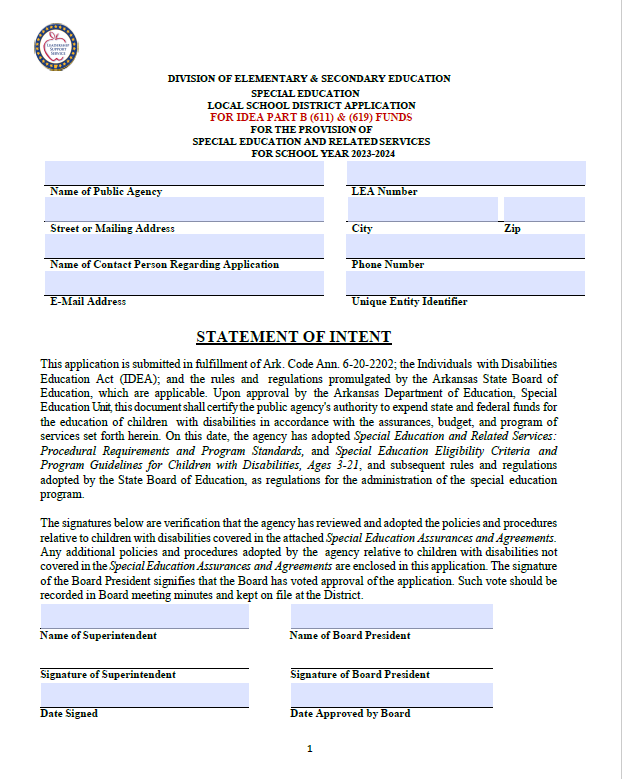 LEADERSHIP
SUPPORT
SERVICE
DIVISION OF ELEMENTARY & SECONDARY EDUCATION
SPECIAL EDUCATION
LOCAL SCHOOL DISTRICT APPLICATION
FOR IDEA PART B (611) & (619) FUNDS
FOR THE PROVISION OF
SPECIAL EDUCATION AND RELATED SERVICES
FOR SCHOOL YEAR 2023-2024
Name of Public Agency LEA Number
Street or Mailing Address City Zip
Name of Contact Person Regarding Application Phone Number
E-Mail Address Unique Entity Identifier
STATEMENT OF INTENT
This application is submitted in fulfillment of Ark. Code Ann. 6-20-2202; the Individuals with Disabilities
Education Act (IDEA); and the rules and regulations promulgated by the Arkansas State Board of
Education, which are applicable. Upon approval by the Arkansas Department of Education, Special
Education Unit, this document shall certify the public agency's authority to expend state and federal funds for
the education of children with disabilities in accordance with the assurances, budget, and program of
services set forth herein. On this date, the agency has adopted Special Education and Related Services:
Procedural Requirements and Program Standards, and Special Education Eligibility Criteria and
Program Guidelines for Children with Disabilities, Ages 3-21, and subsequent rules and regulations
adopted by the State Board of Education, as regulations for the administration of the special education
program.
The signatures below are verification that the agency has reviewed and adopted the policies and procedures
relative to children with disabilities covered in the attached Special Education Assurances and Agreements.
Any additional policies and procedures adopted by the agency relative to children with disabilities not
covered in the Special Education Assurances and Agreements are enclosed in this application. The signature
of the Board President signifies that the Board has voted approval of the application. Such vote should be
recorded in Board meeting minutes and kept on file at the District.
Name of Superintendent Name of Board President
Signature of Superintendent Signature of Board President
Date Signed Date Approved by Board
1